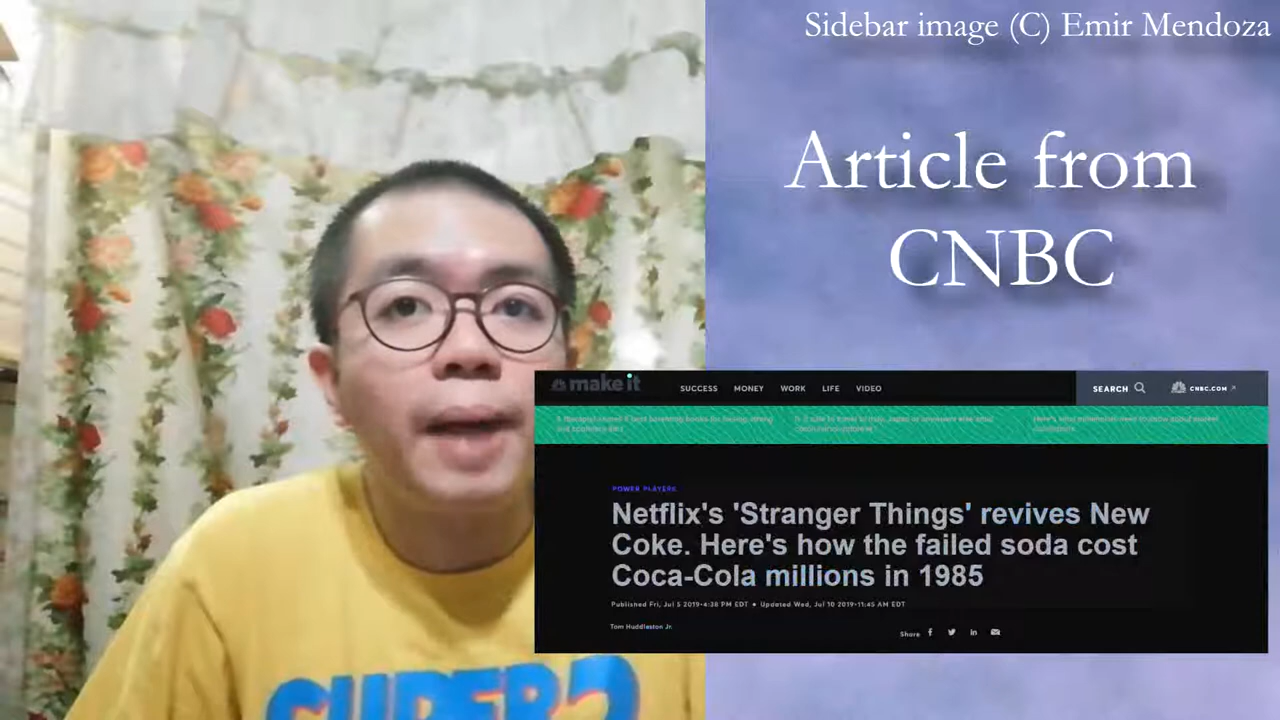 Sidebar image (C) Emir Mendoza
Article from
CNBC
make it
SUCCESS MONEY WORK LIFE VIDEO
SEARCH CNBC.COM
POWER PLAYERS
Netflix's 'Stranger Things' revives New
Coke. Here's how the failed soda cost
Coca-Cola millions in 1985
Published Fri, Jul 5 2019•4:38 PM EDT • Updated Wed, Jul 10 2019•11:45 AM EDT
Tom Huddleston Jr.
Share